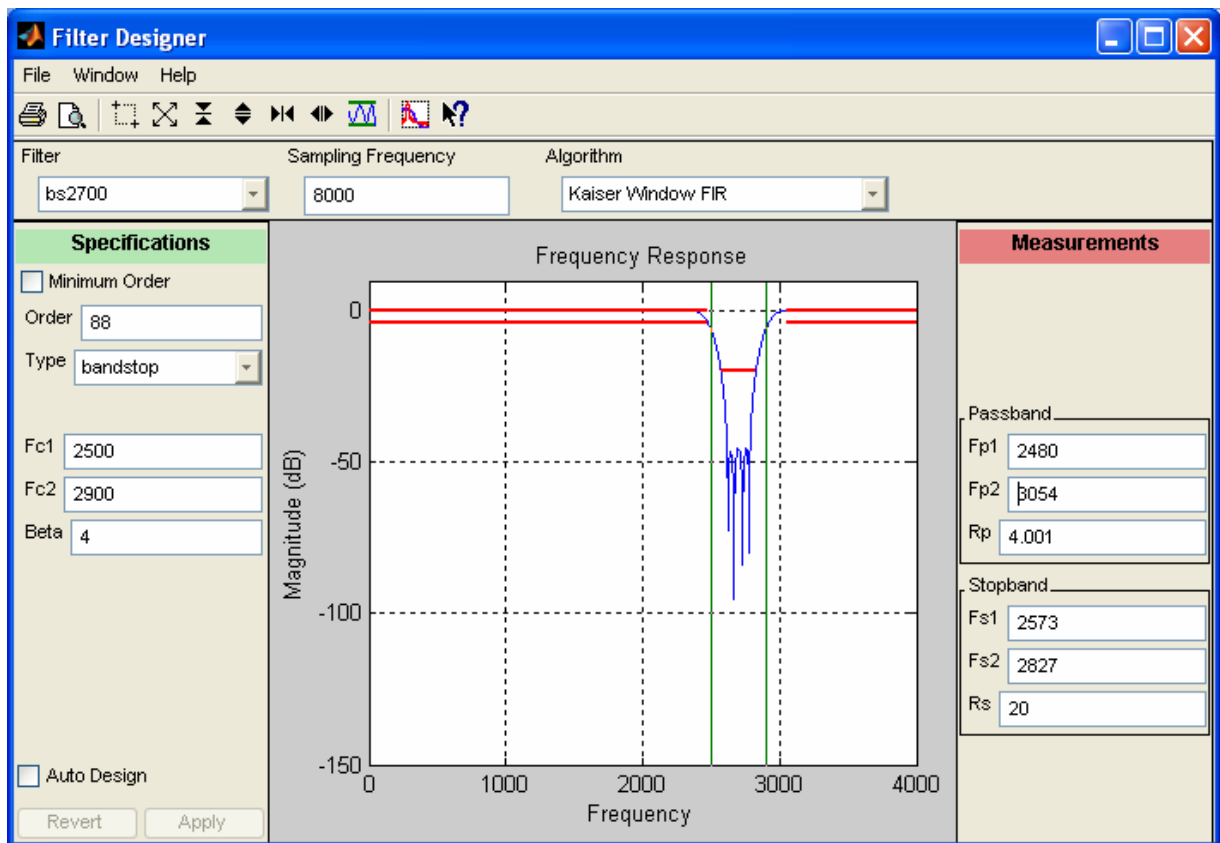 Filter Designer
File Window Help
Filter
Sampling Frequency
Algorithm
bs2700
8000
Kaiser Window FIR
Specifications
Minimum Order
Order 88
Type bandstop
Fc1 2500
Fc2 2900
Beta 4
Auto Design
Revert Apply
Frequency Response
Magnitude (dB)
0
-50
-100
-150
0 1000 2000 3000 4000
Frequency
Measurements
Passband
Fp1 2480
Fp2 3054
Rp 4.001
Stopband
Fs1 2573
Fs2 2827
Rs 20